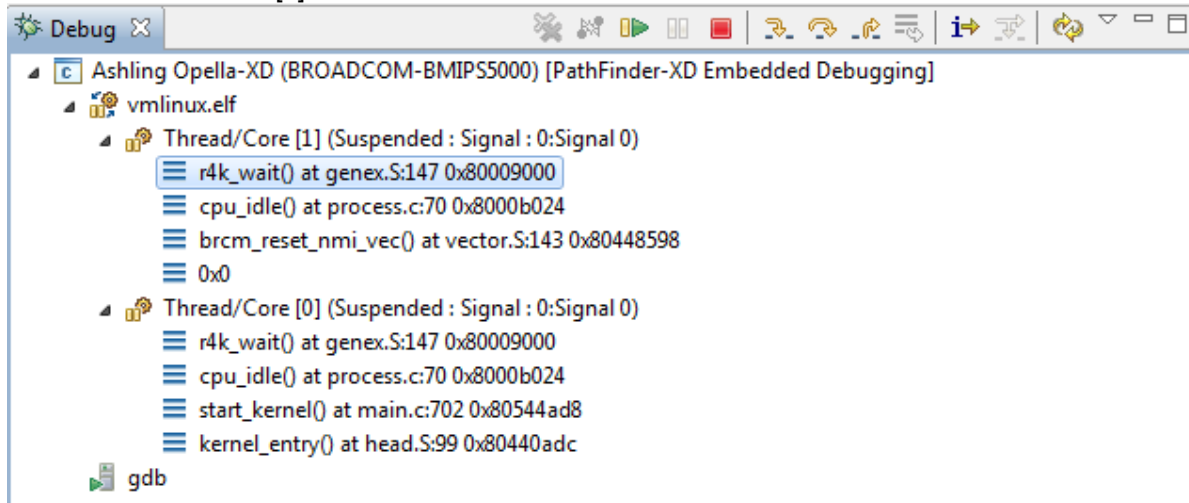 Debug
i
c Ashling Opella-XD (BROADCOM-BMIPS5000) [PathFinder-XD Embedded Debugging]
vmlinux.elf
Thread/Core [1] (Suspended : Signal : 0:Signal 0)
r4k_wait() at genex.S:147 0x80009000
cpu_idle() at process.c:70 0x8000b024
brcm_reset_nmi_vec() at vector.S:143 0x80448598
0x0
Thread/Core [0] (Suspended : Signal : 0:Signal 0)
r4k_wait() at genex.S:147 0x80009000
cpu_idle() at process.c:70 0x8000b024
start_kernel() at main.c:702 0x80544ad8
kernel_entry() at head.S:99 0x80440adc
gdb